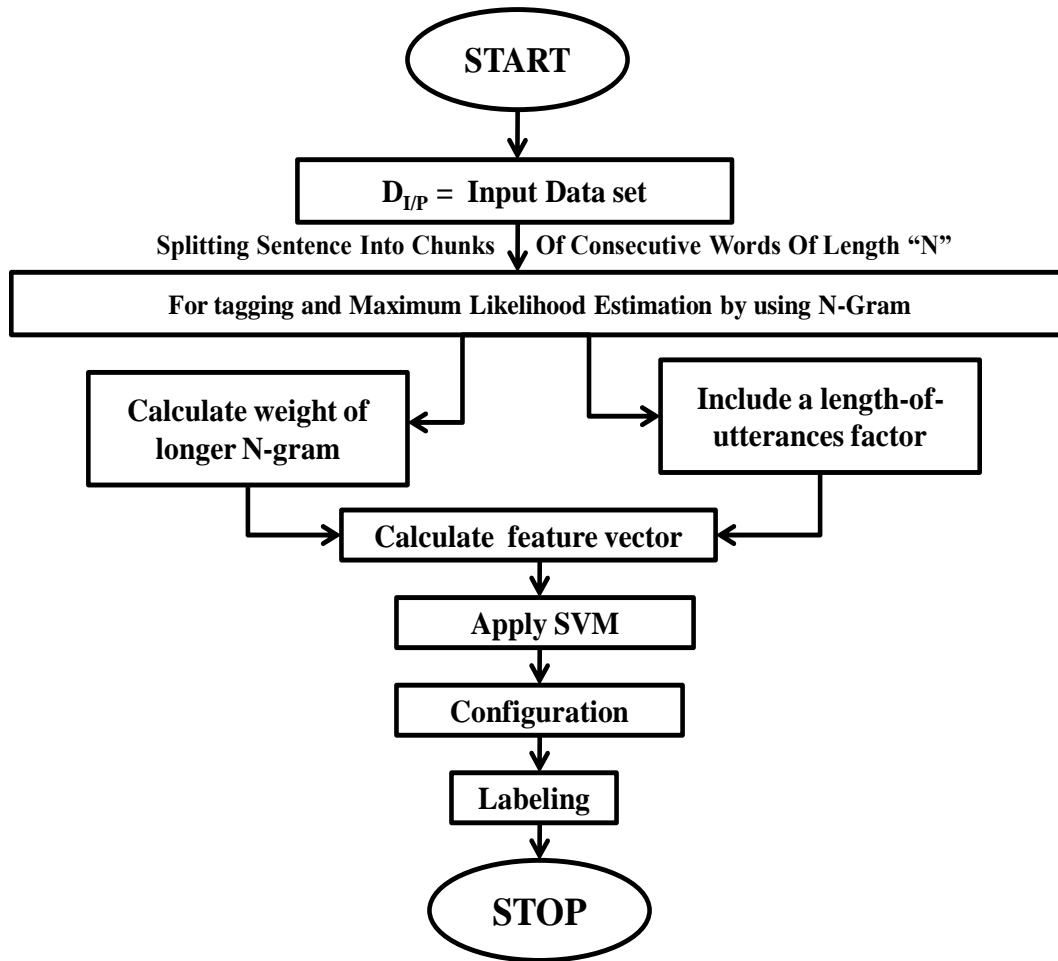 START
D_I/P = Input Data set
Splitting Sentence Into Chunks Of Consecutive Words Of Length “N”
For tagging and Maximum Likelihood Estimation by using N-Gram
Calculate weight of
longer N-gram
Include a length-of-
utterances factor
Calculate feature vector
Apply SVM
Configuration
Labeling
STOP